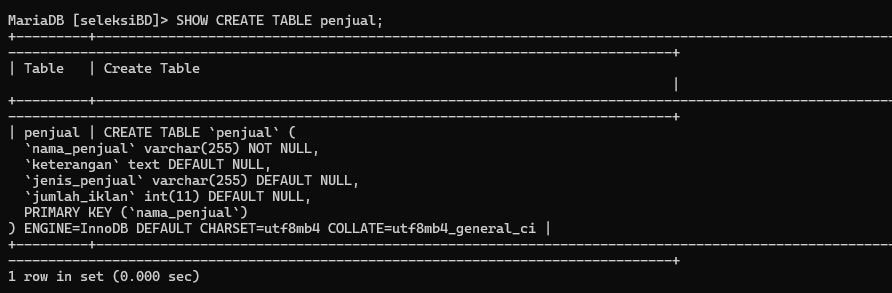 MariaDB [seleksiBD]> SHOW CREATE TABLE penjual;
+---------+----------------------------------------------------------------------------------------------------
-----------------------------------------------------------------------------------+
| Table   | Create Table
                                                                                   |
+---------+----------------------------------------------------------------------------------------------------
-----------------------------------------------------------------------------------+
| penjual | CREATE TABLE `penjual` (
  `nama_penjual` varchar(255) NOT NULL,
  `keterangan` text DEFAULT NULL,
  `jenis_penjual` varchar(255) DEFAULT NULL,
  `jumlah_iklan` int(11) DEFAULT NULL,
  PRIMARY KEY (`nama_penjual`)
) ENGINE=InnoDB DEFAULT CHARSET=utf8mb4 COLLATE=utf8mb4_general_ci |
+---------+----------------------------------------------------------------------------------------------------
-----------------------------------------------------------------------------------+
1 row in set (0.000 sec)